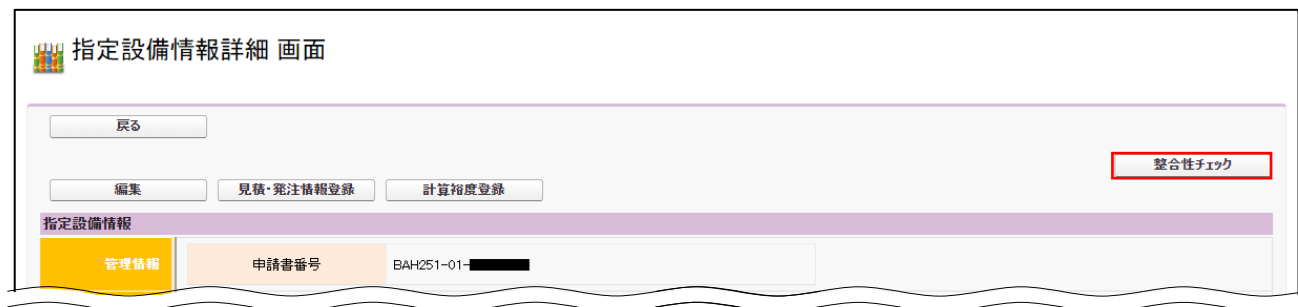 指定設備情報詳細 画面
戻る
整合性チェック
編集 見積・発注情報登録 計算裕度登録
指定設備情報
管理情報 申請書番号 BAH251-01-